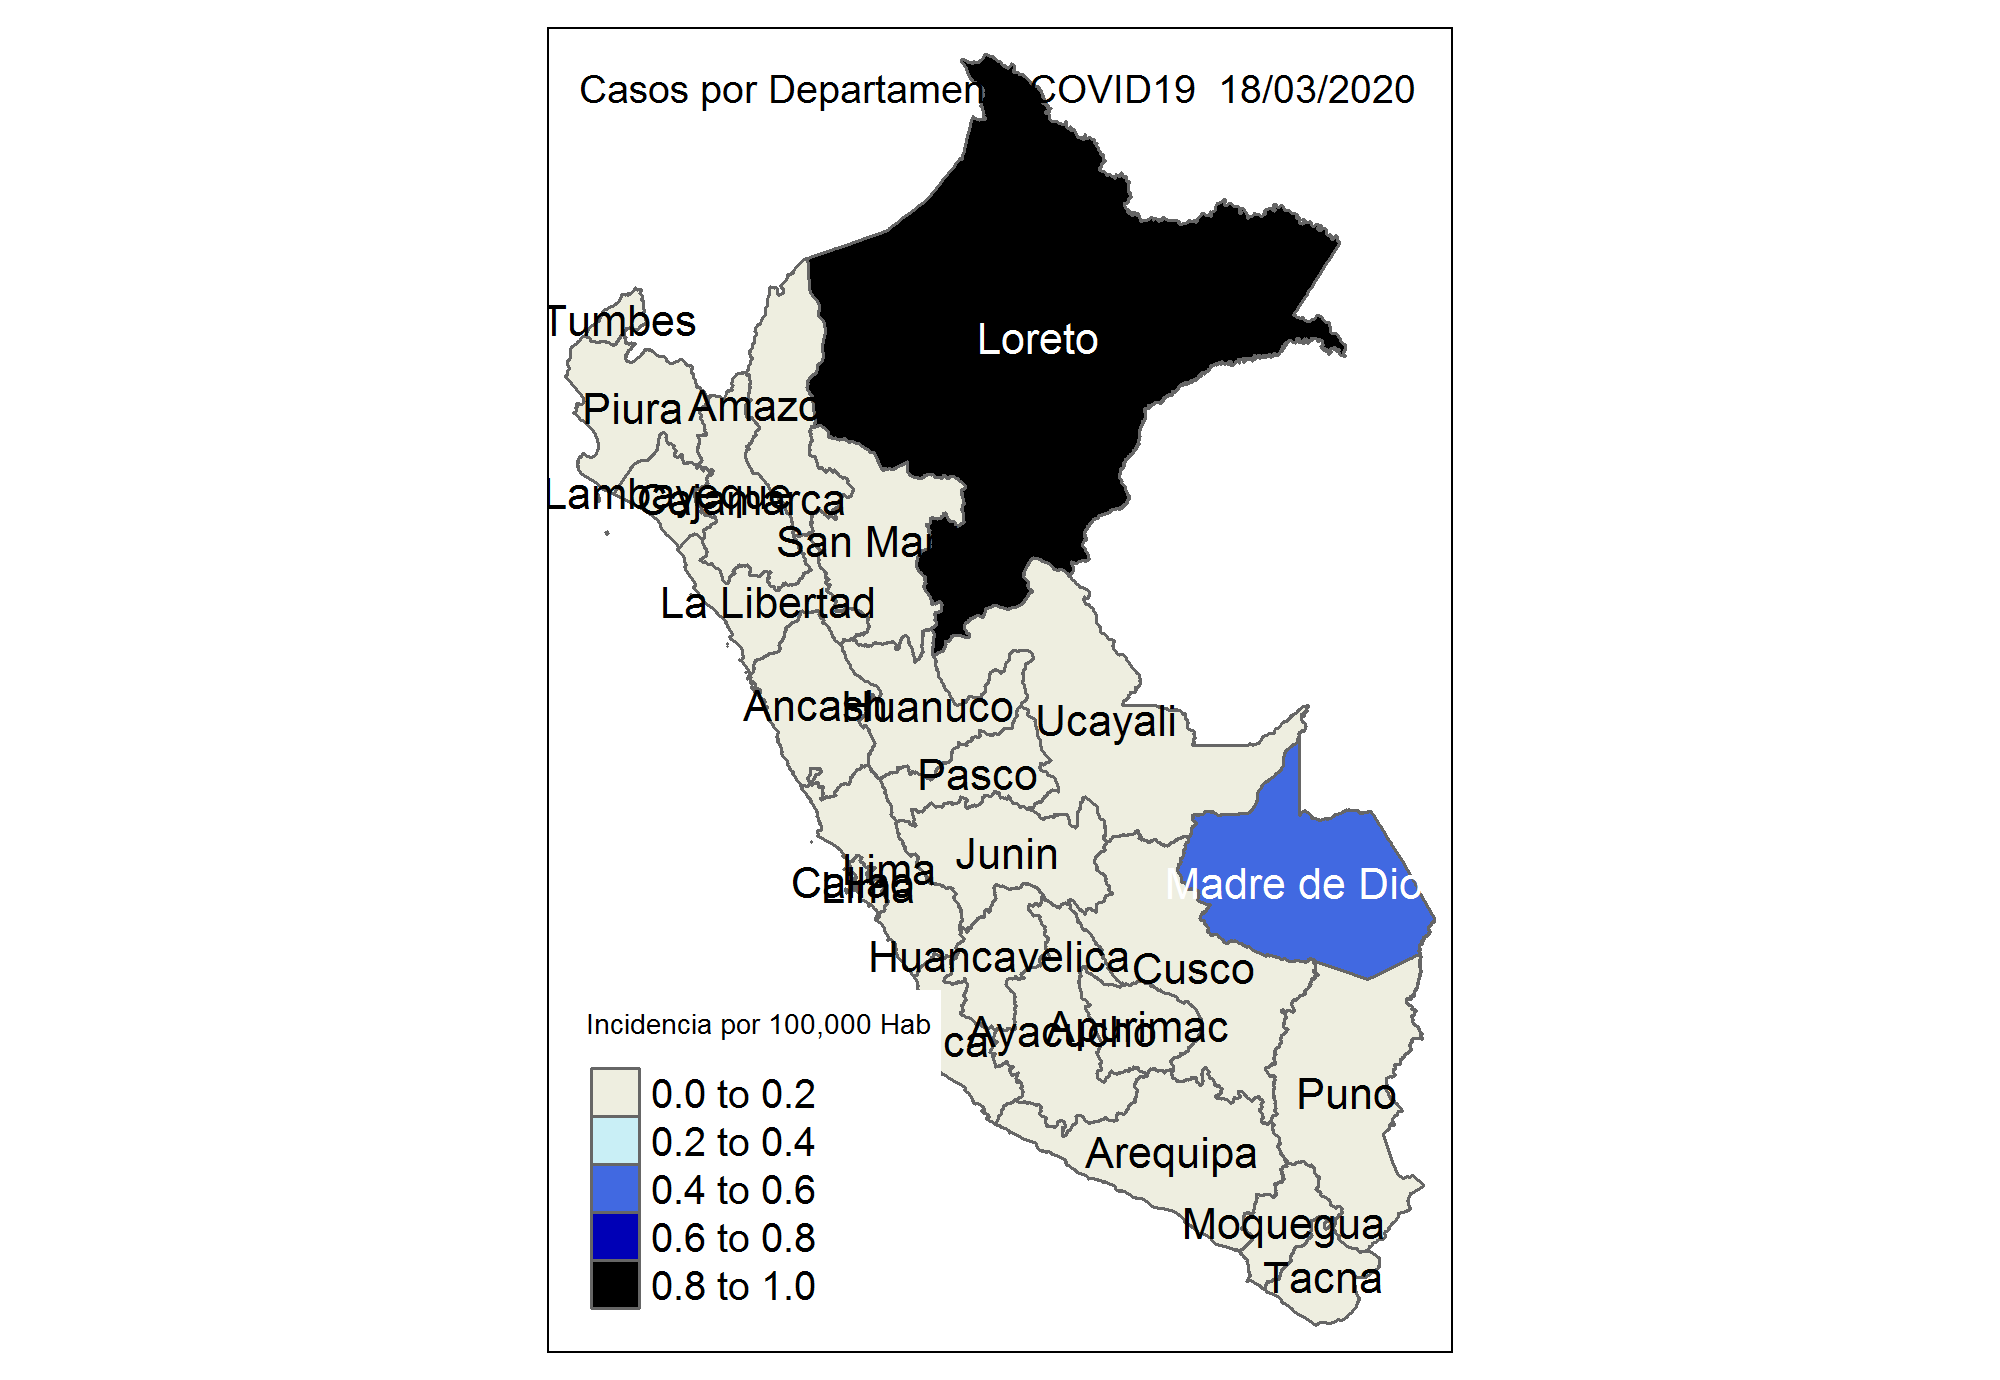 Casos por Departamen COVID19 18/03/2020
Loreto
Tumbes
Piura
Amazo
Lambayeque
Cajamarca
San Mar
La Libertad
Ancash
Huanuco
Ucayali
Pasco
Junin
Lima
Callao
Lima
Madre de Dio
Huancavelica
Cusco
Incidencia por 100,000 Hab
ca
Ayacucho
Apurimac
0.0 to 0.2
0.2 to 0.4
0.4 to 0.6
0.6 to 0.8
0.8 to 1.0
Puno
Arequipa
Moquegua
Tacna